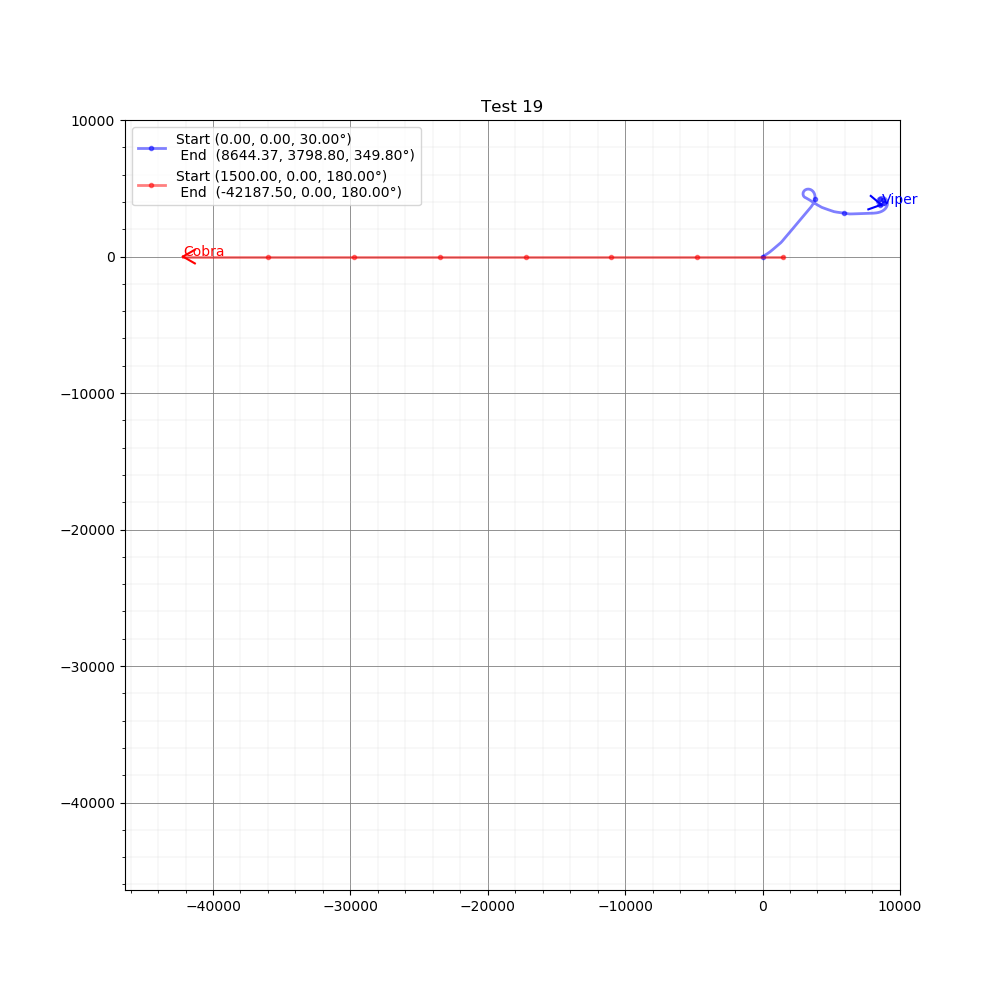 Test 19
Start (0.00, 0.00, 30.00°)
End (8644.37, 3798.80, 349.80°)
Start (1500.00, 0.00, 180.00°)
End (-42187.50, 0.00, 180.00°)
Viper
Cobra
10000
0
−10000
−20000
−30000
−40000
−40000 −30000 −20000 −10000 0 10000